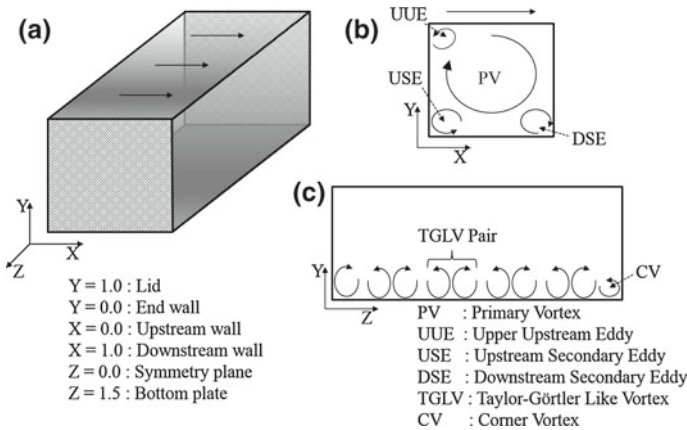 (a)
Y
X
Z
Y = 1.0 : Lid
Y = 0.0 : End wall
X = 0.0 : Upstream wall
X = 1.0 : Downstream wall
Z = 0.0 : Symmetry plane
Z = 1.5 : Bottom plate
(b)
UUE
USE
PV
DSE
Y
X
(c)
TGLV Pair
CV
Y
Z
PV : Primary Vortex
UUE : Upper Upstream Eddy
USE : Upstream Secondary Eddy
DSE : Downstream Secondary Eddy
TGLV : Taylor-Görtler Like Vortex
CV : Corner Vortex